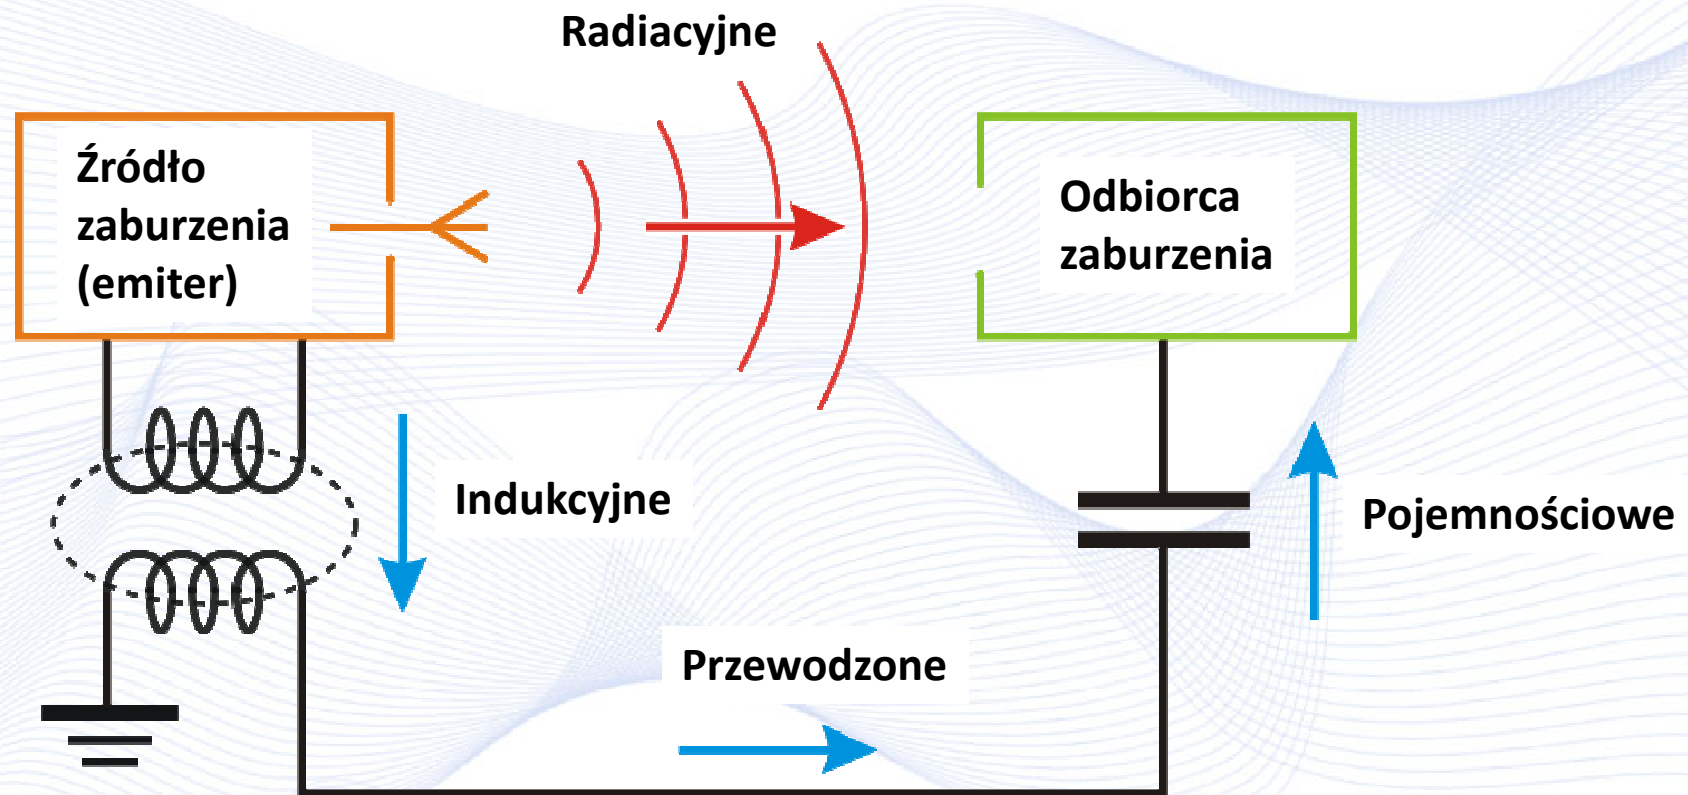 Radiacyjne
Źródło
zaburzenia
(emiter)
Odbiorca
zaburzenia
Indukcyjne
Pojemnościowe
Przewodzone